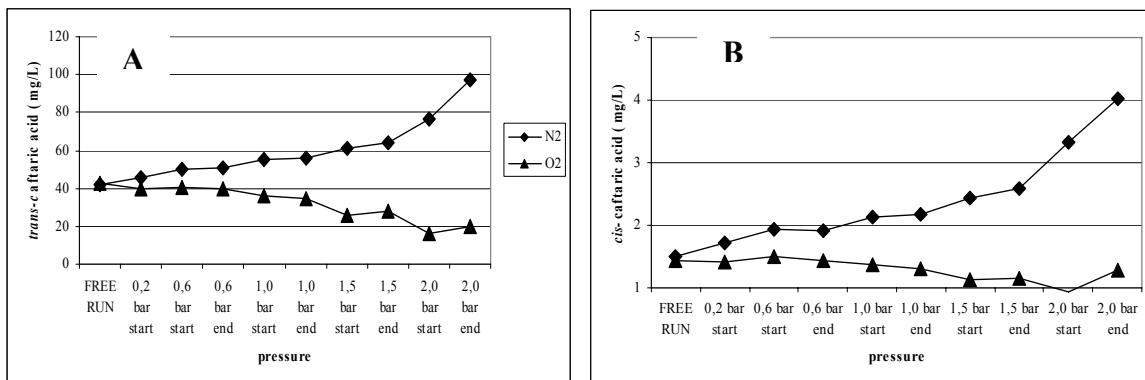 A
120
100
80
60
40
20
0
trans-c aftaric acid ( mg/L)
FREE RUN
0,2 bar start
0,6 bar start
0,6 bar end
1,0 bar start
1,0 bar end
1,5 bar start
1,5 bar end
2,0 bar start
2,0 bar end
pressure
N2
O2
B
5
4
3
2
1
cis- caftaric acid ( mg/L)
FREE RUN
0,2 bar start
0,6 bar start
0,6 bar end
1,0 bar start
1,0 bar end
1,5 bar start
1,5 bar end
2,0 bar start
2,0 bar end
pressure